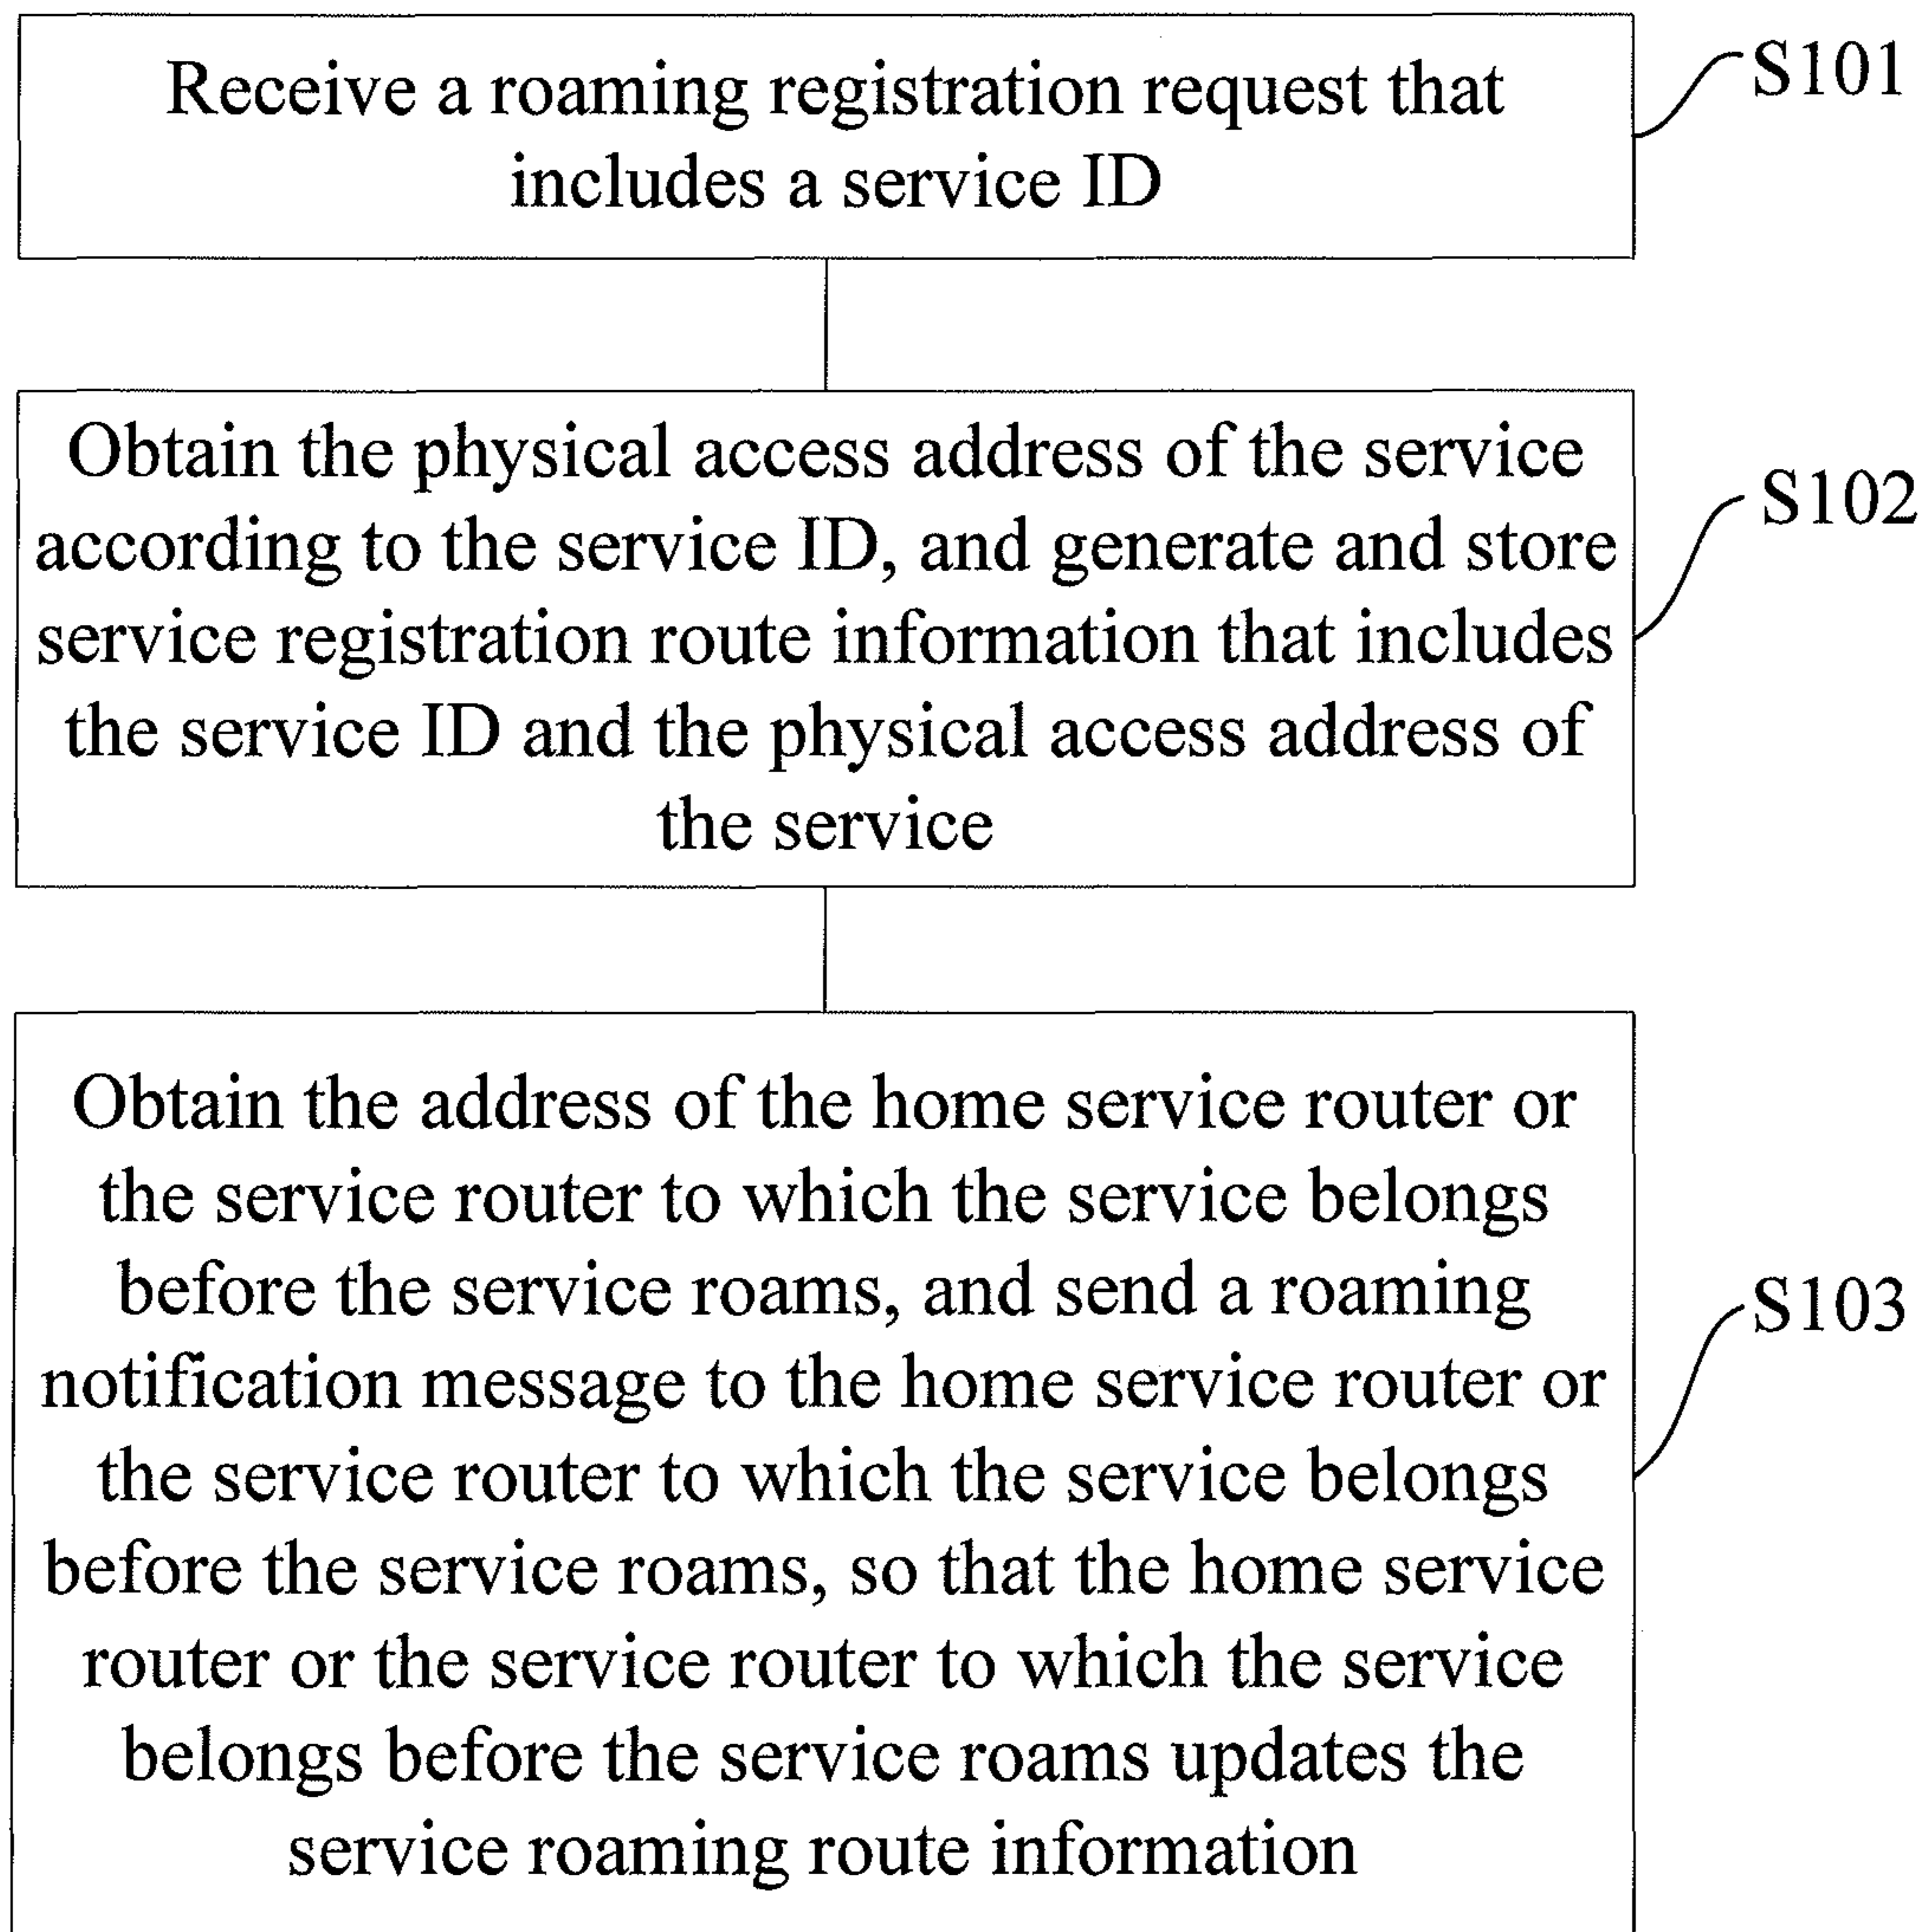 Receive a roaming registration request that
includes a service ID
S101
Obtain the physical access address of the service
according to the service ID, and generate and store
service registration route information that includes
the service ID and the physical access address of
the service
S102
Obtain the address of the home service router or
the service router to which the service belongs
before the service roams, and send a roaming
notification message to the home service router or
the service router to which the service belongs
before the service roams, so that the home service
router or the service router to which the service
belongs before the service roams updates the
service roaming route information
S103